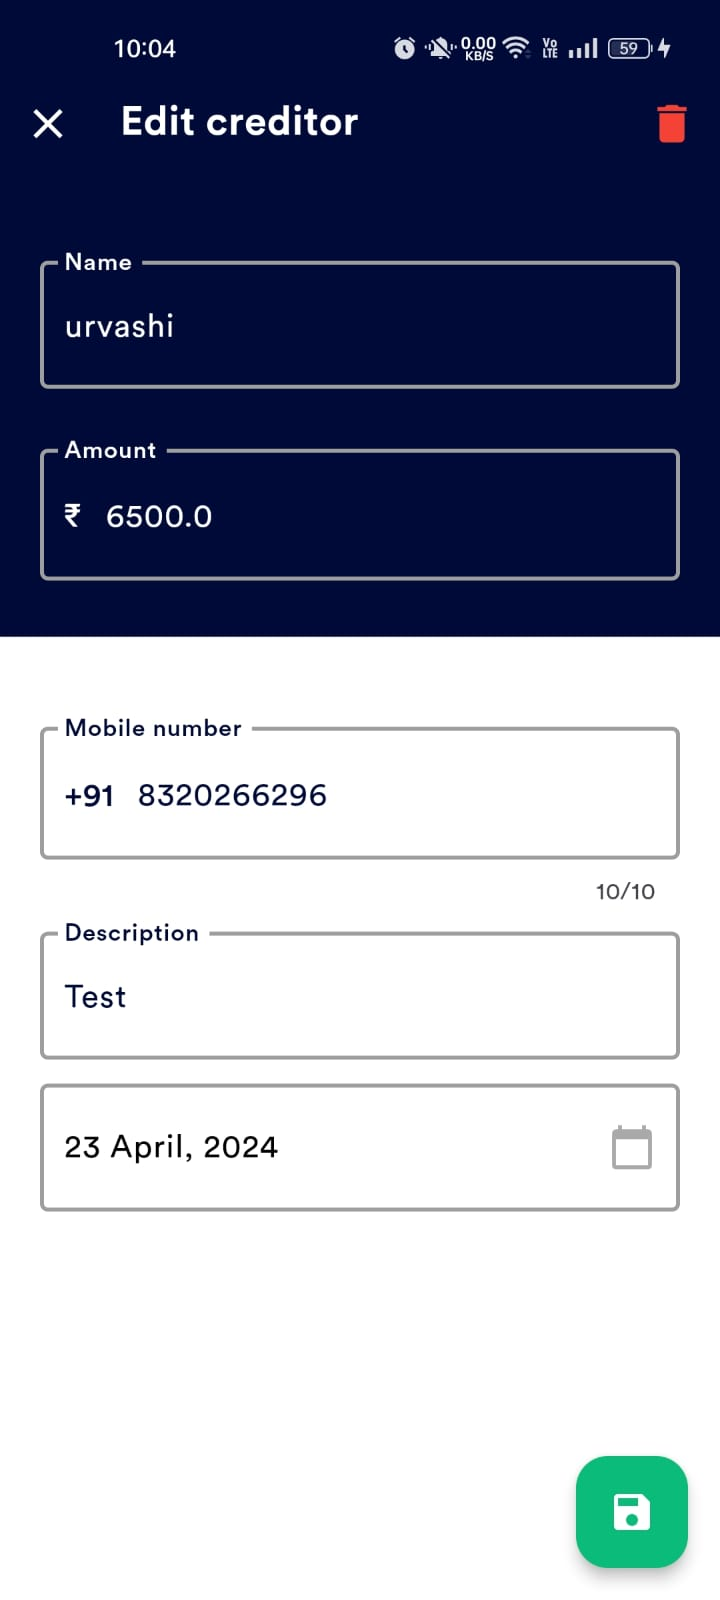 10:04
0.00 KB/S
Vo LTE
59
Edit creditor
Name
urvashi
Amount
₹ 6500.0
Mobile number
+91 8320266296
10/10
Description
Test
23 April, 2024